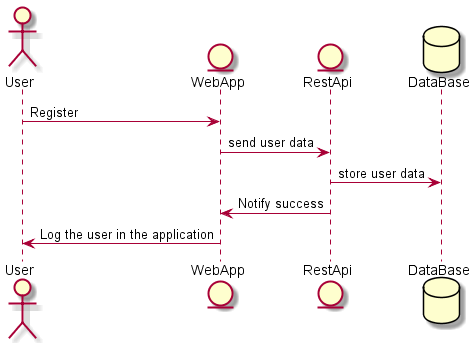 User
WebApp
RestApi
DataBase
Register
send user data
store user data
Notify success
Log the user in the application
User
WebApp
RestApi
DataBase